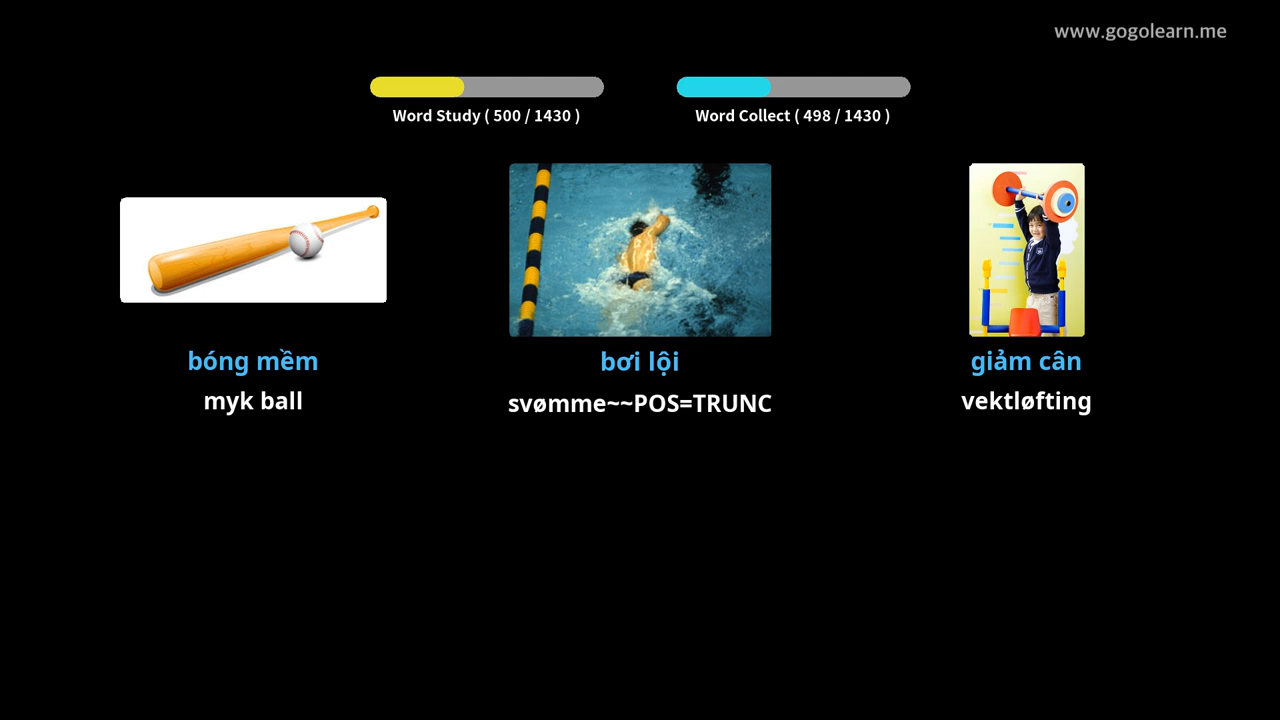 www.gogolearn.me
Word Study ( 500 / 1430 )
Word Collect ( 498 / 1430 )
bóng mềm
bơi lội
giảm cân
myk ball
svømme~~POS=TRUNC
vektløfting